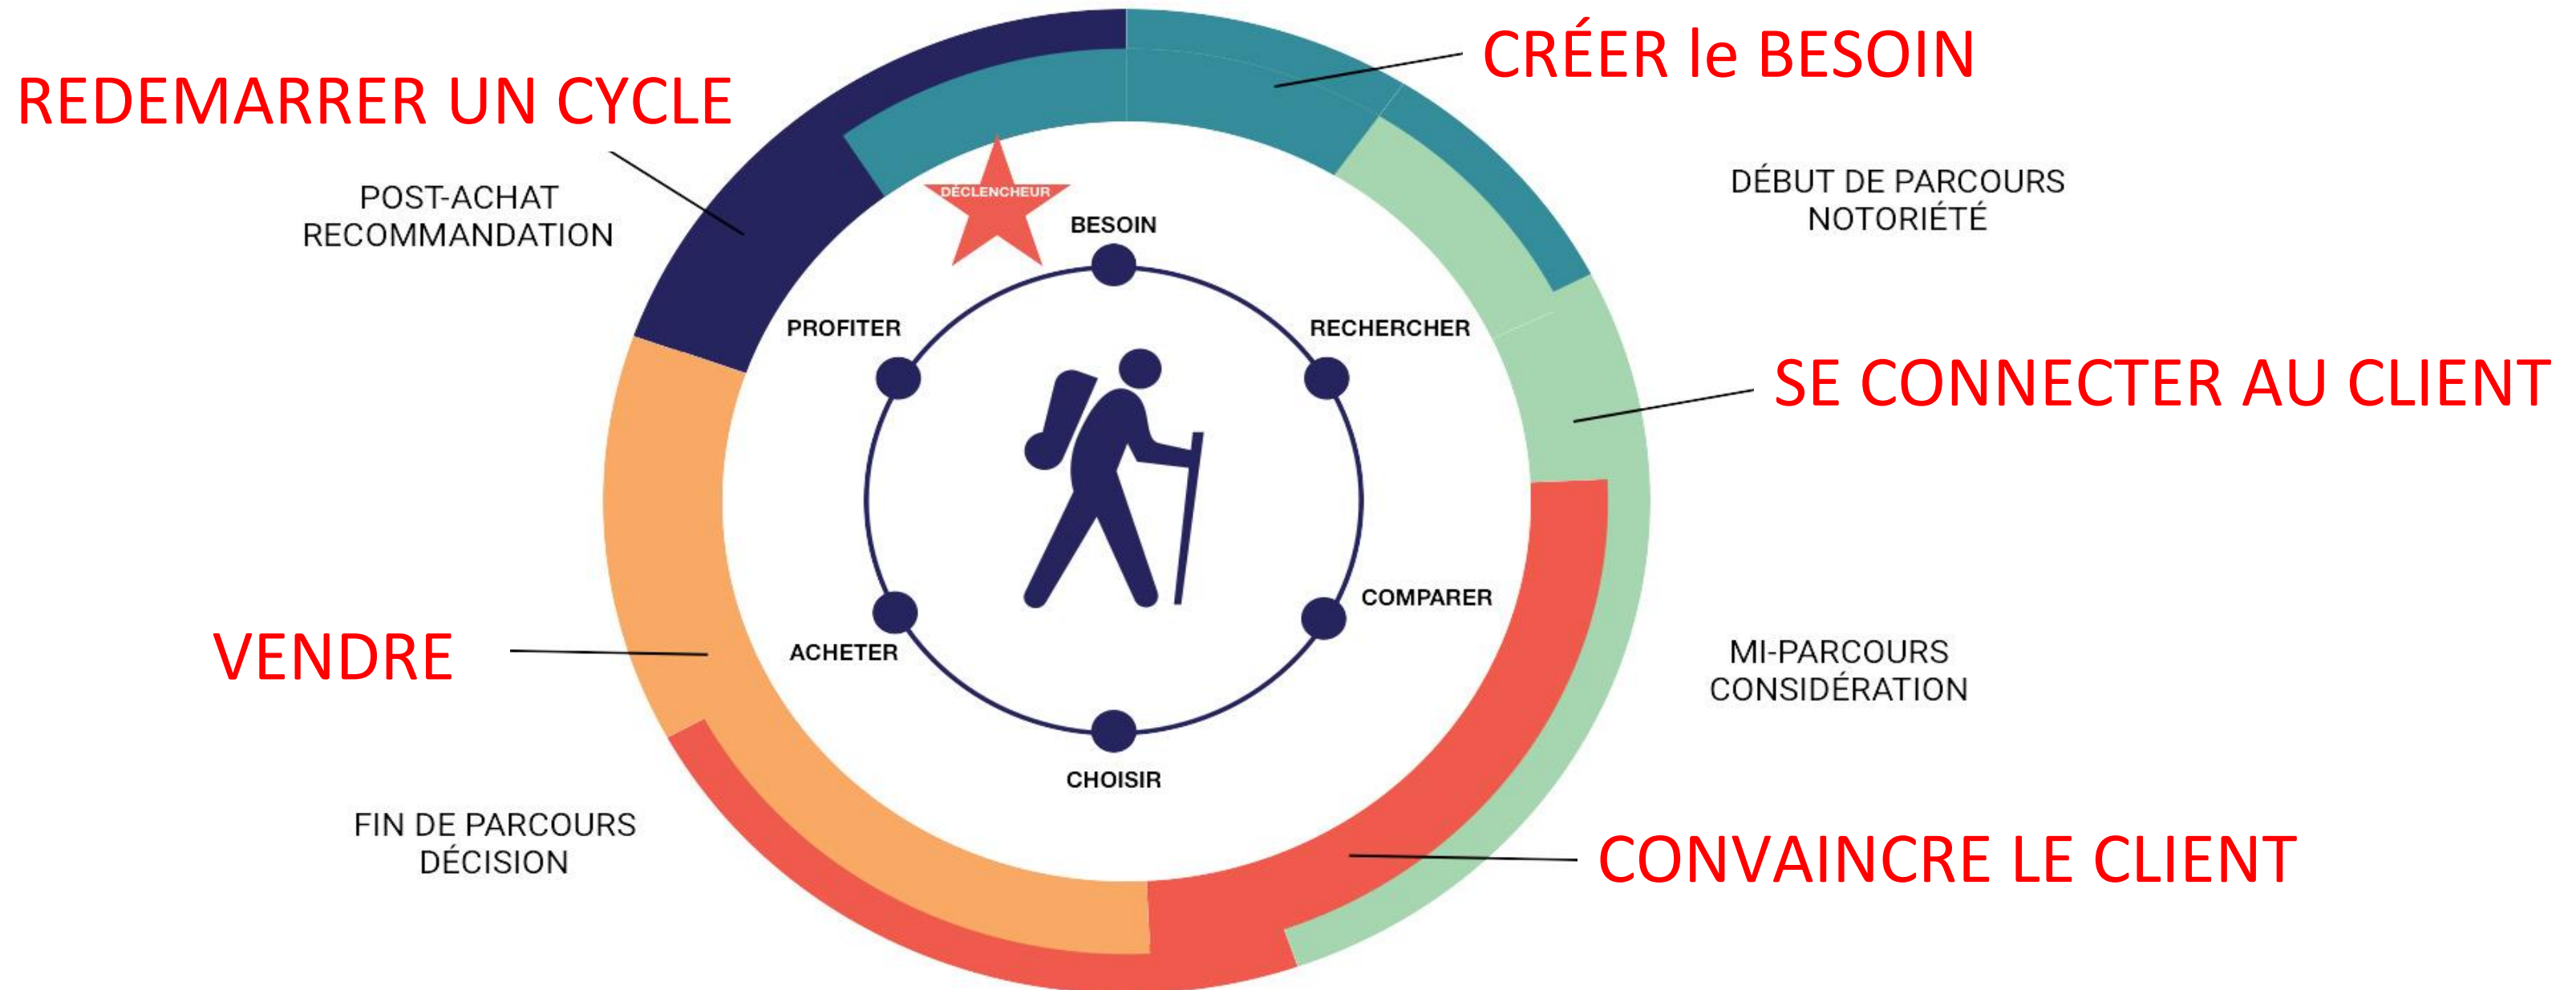 CRÉER le BESOIN
REDEMARRER UN CYCLE
POST-ACHAT
RECOMMANDATION
DÉBUT DE PARCOURS
NOTORIÉTÉ
DÉCLENCHEUR
BESOIN
PROFITER
RECHERCHER
SE CONNECTER AU CLIENT
COMPARER
ACHETER
VENDRE
MI-PARCOURS
CONSIDÉRATION
CHOISIR
FIN DE PARCOURS
DÉCISION
CONVAINCRE LE CLIENT